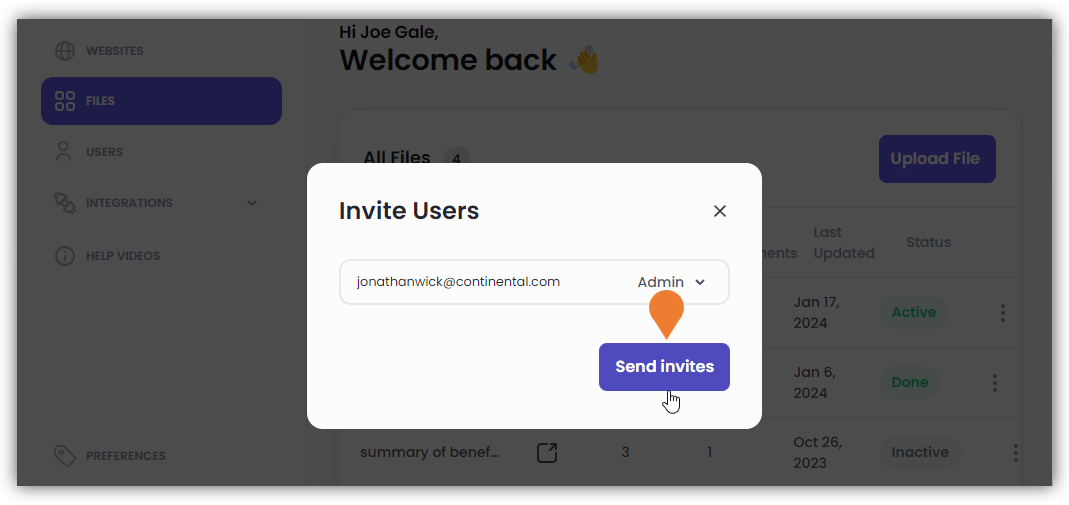 WEBSITES
FILES
USERS
INTEGRATIONS
HELP VIDEOS
PREFERENCES
Hi Joe Gale,
Welcome back 👋
All Files 4
Upload File
Last
Updated
Status
Invite Users
jonathanwick@continental.com Admin
Send invites
Jan 17,
2024
Active
Jan 6,
2024
Done
summary of benef... 3 1
Oct 26,
2023
Inactive